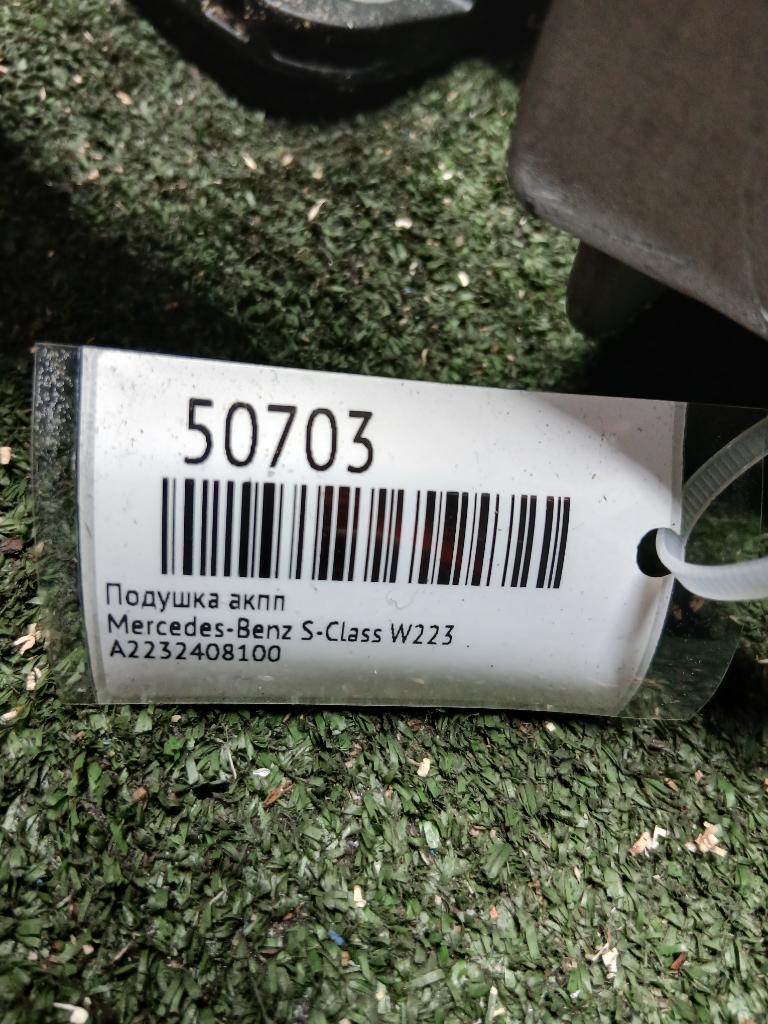 50703
Подушка акпп
Mercedes-Benz S-Class W223
A2232408100